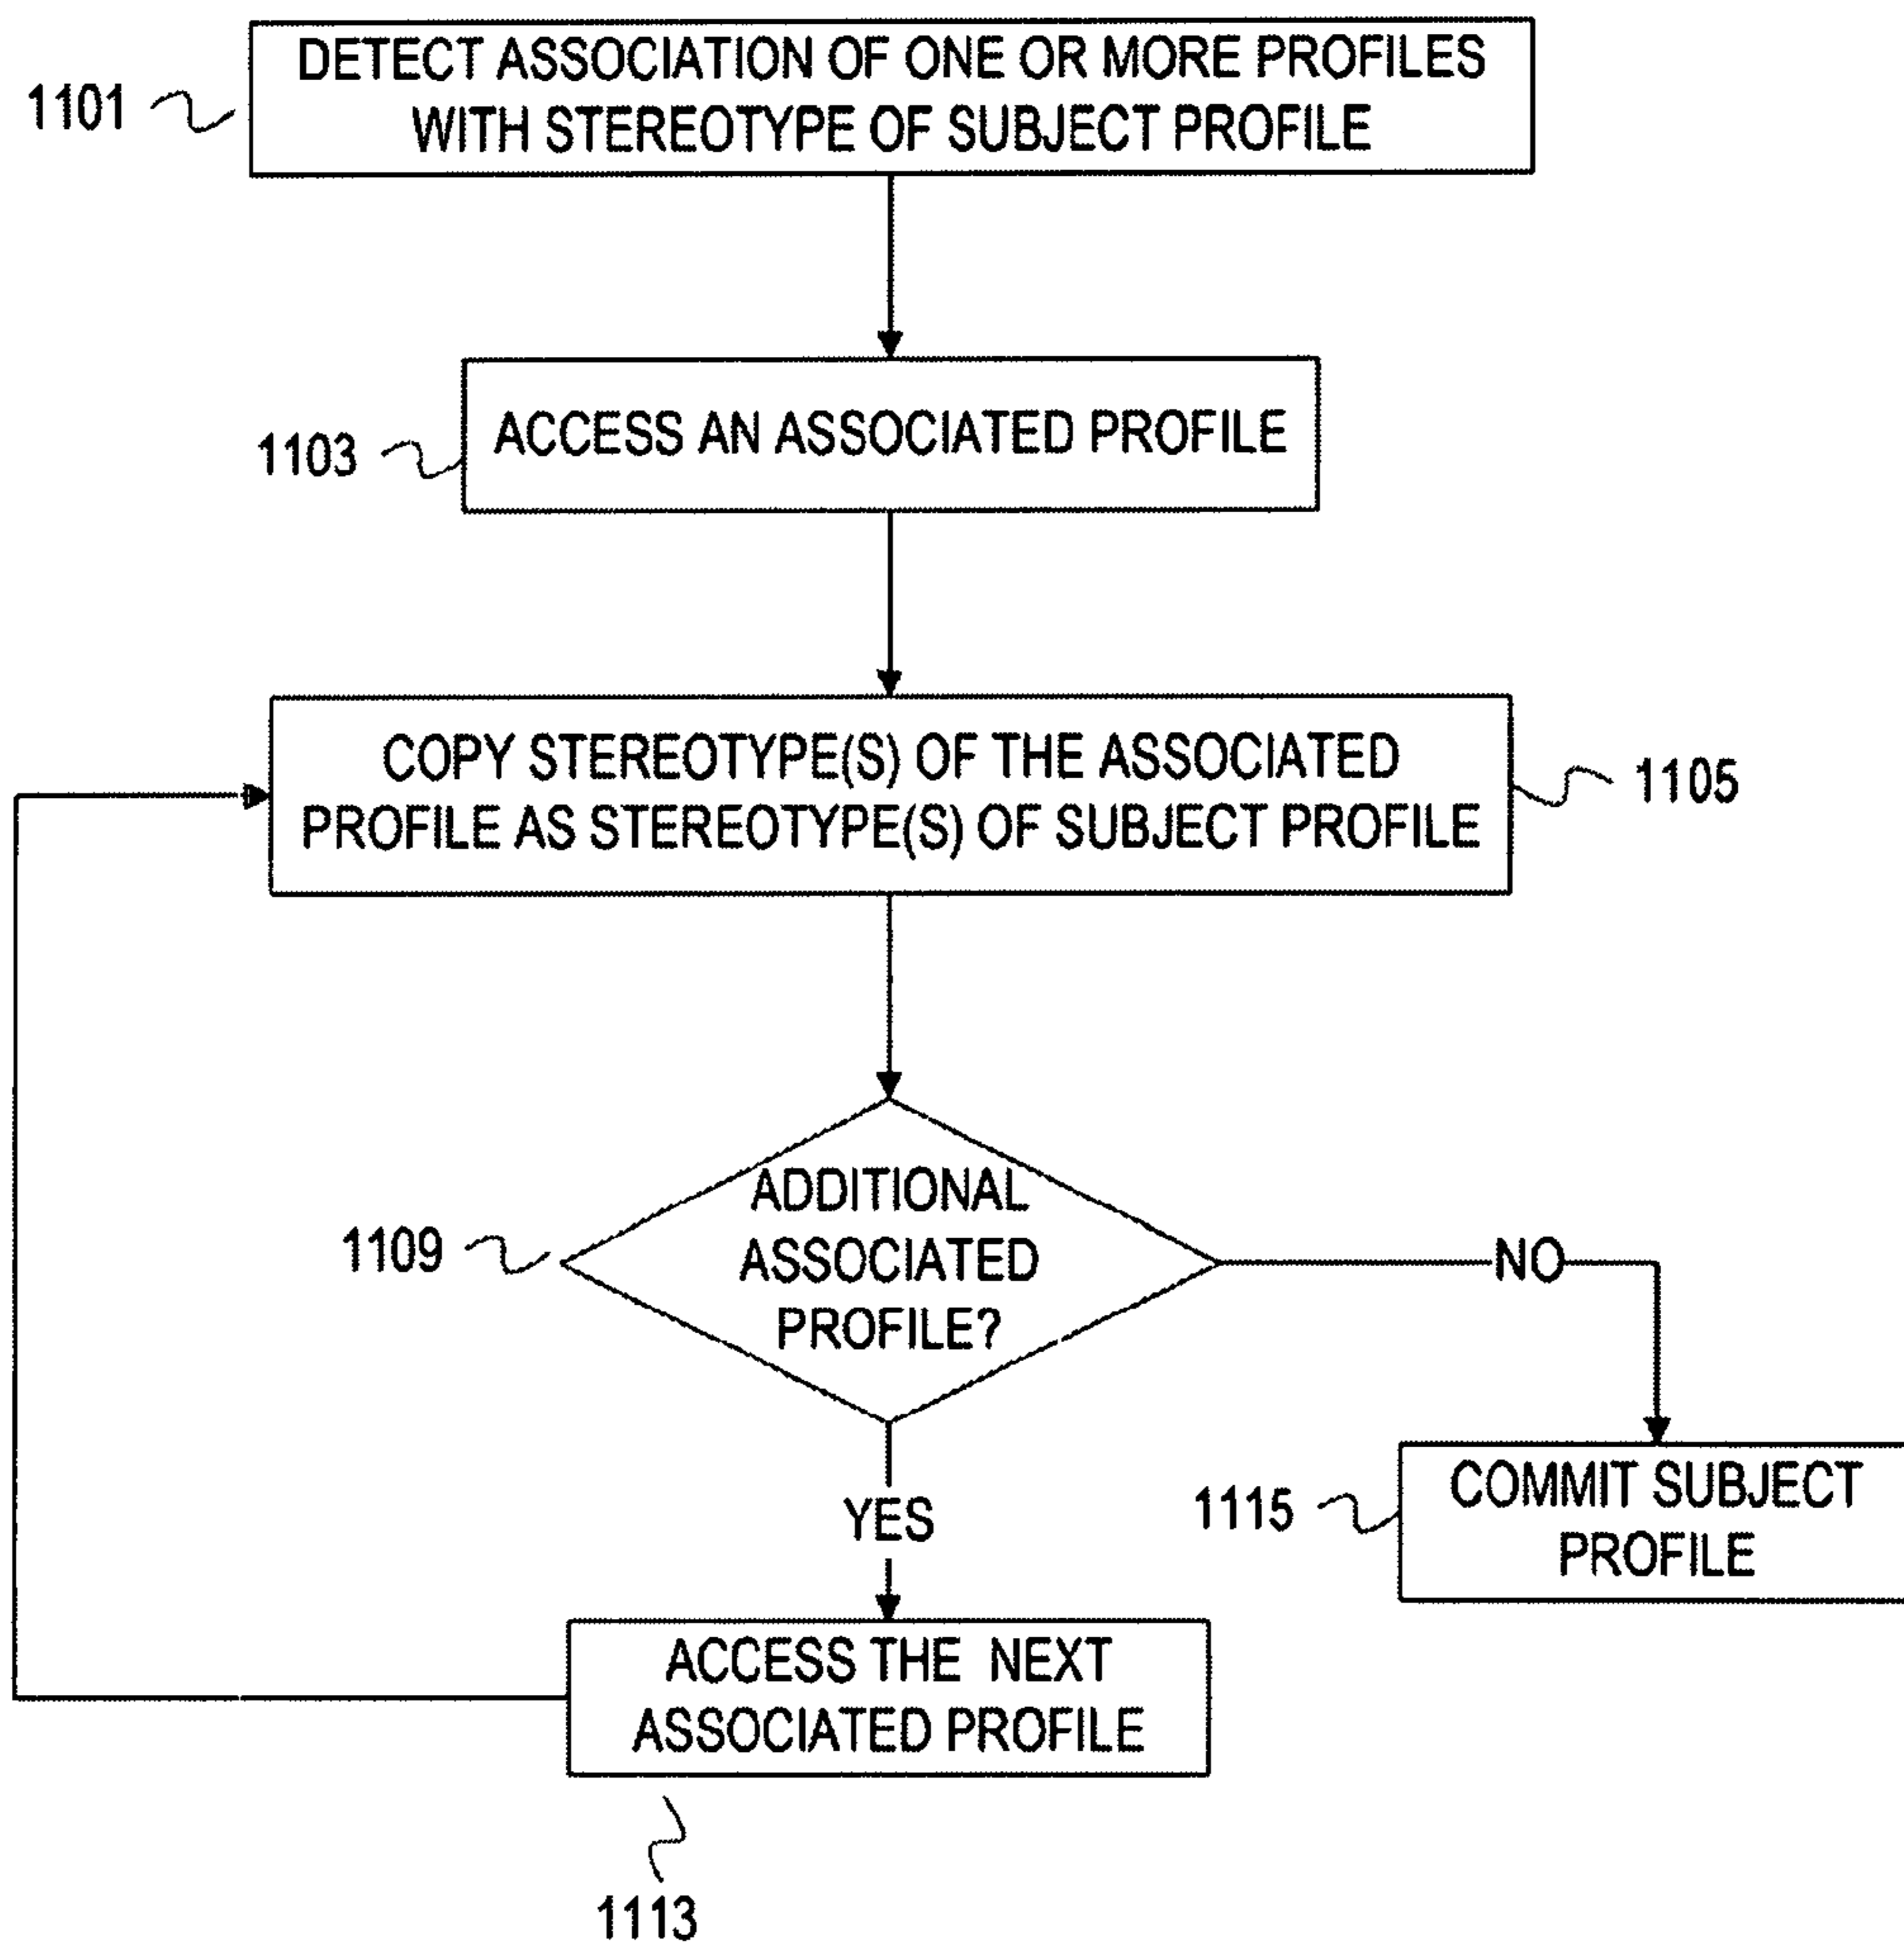 DETECT ASSOCIATION OF ONE OR MORE PROFILES
WITH STEREOTYPE OF SUBJECT PROFILE
1101
ACCESS AN ASSOCIATED PROFILE
1103
COPY STEREOTYPE(S) OF THE ASSOCIATED
PROFILE AS STEREOTYPE(S) OF SUBJECT PROFILE
1105
ADDITIONAL
ASSOCIATED
PROFILE?
1109
NO
YES
COMMIT SUBJECT
PROFILE
1115
ACCESS THE NEXT
ASSOCIATED PROFILE
1113